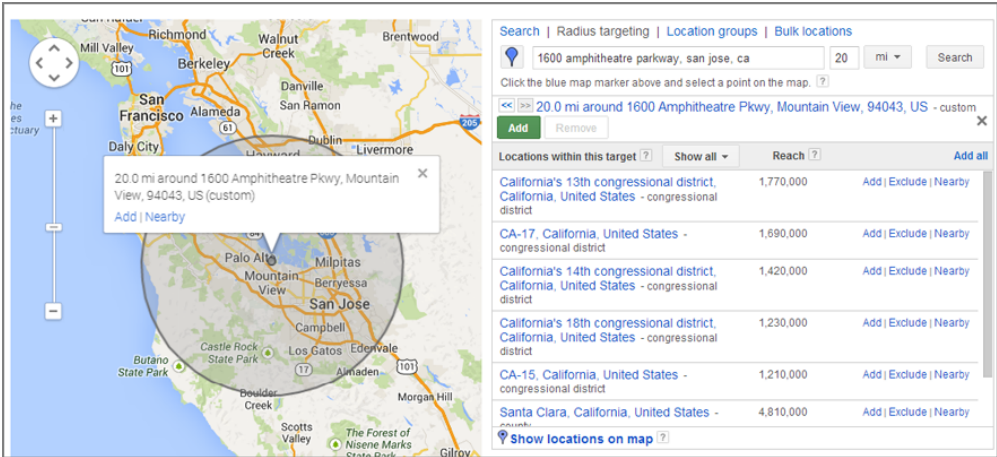 Richmond
Walnut
Creek
Brentwood
Mill Valley
101
Berkeley
Danville
San
Francisco
Alameda
San Ramon
61
205
Daly City
Dublin
Livermore
Hayward
20.0 mi around 1600 Amphitheatre Pkwy, Mountain
View, 94043, US (custom)
Add | Nearby
84
Palo Alto
Milpitas
Mountain
View
Berryessa
San Jose
Campbell
Castle Rock
State Park
Los Gatos
Edenvale
Butano
State Park
17
Almaden
101
Boulder
Creek
Morgan Hill
Scotts
Valley
The Forest of
Nisene Marks
State Park
Gilroy
Search | Radius targeting | Location groups | Bulk locations
1600 amphitheatre parkway, san jose, ca 20 mi Search
Click the blue map marker above and select a point on the map. ?
<< >> 20.0 mi around 1600 Amphitheatre Pkwy, Mountain View, 94043, US - custom
Add Remove
Locations within this target ? Show all Reach ? Add all
California's 13th congressional district, 1,770,000 Add | Exclude | Nearby
California, United States - congressional
district
CA-17, California, United States - 1,690,000 Add | Exclude | Nearby
congressional district
California's 14th congressional district, 1,420,000 Add | Exclude | Nearby
California, United States - congressional
district
California's 18th congressional district, 1,230,000 Add | Exclude | Nearby
California, United States - congressional
district
CA-15, California, United States - 1,210,000 Add | Exclude | Nearby
congressional district
Santa Clara, California, United States - 4,810,000 Add | Exclude | Nearby
county
Show locations on map ?